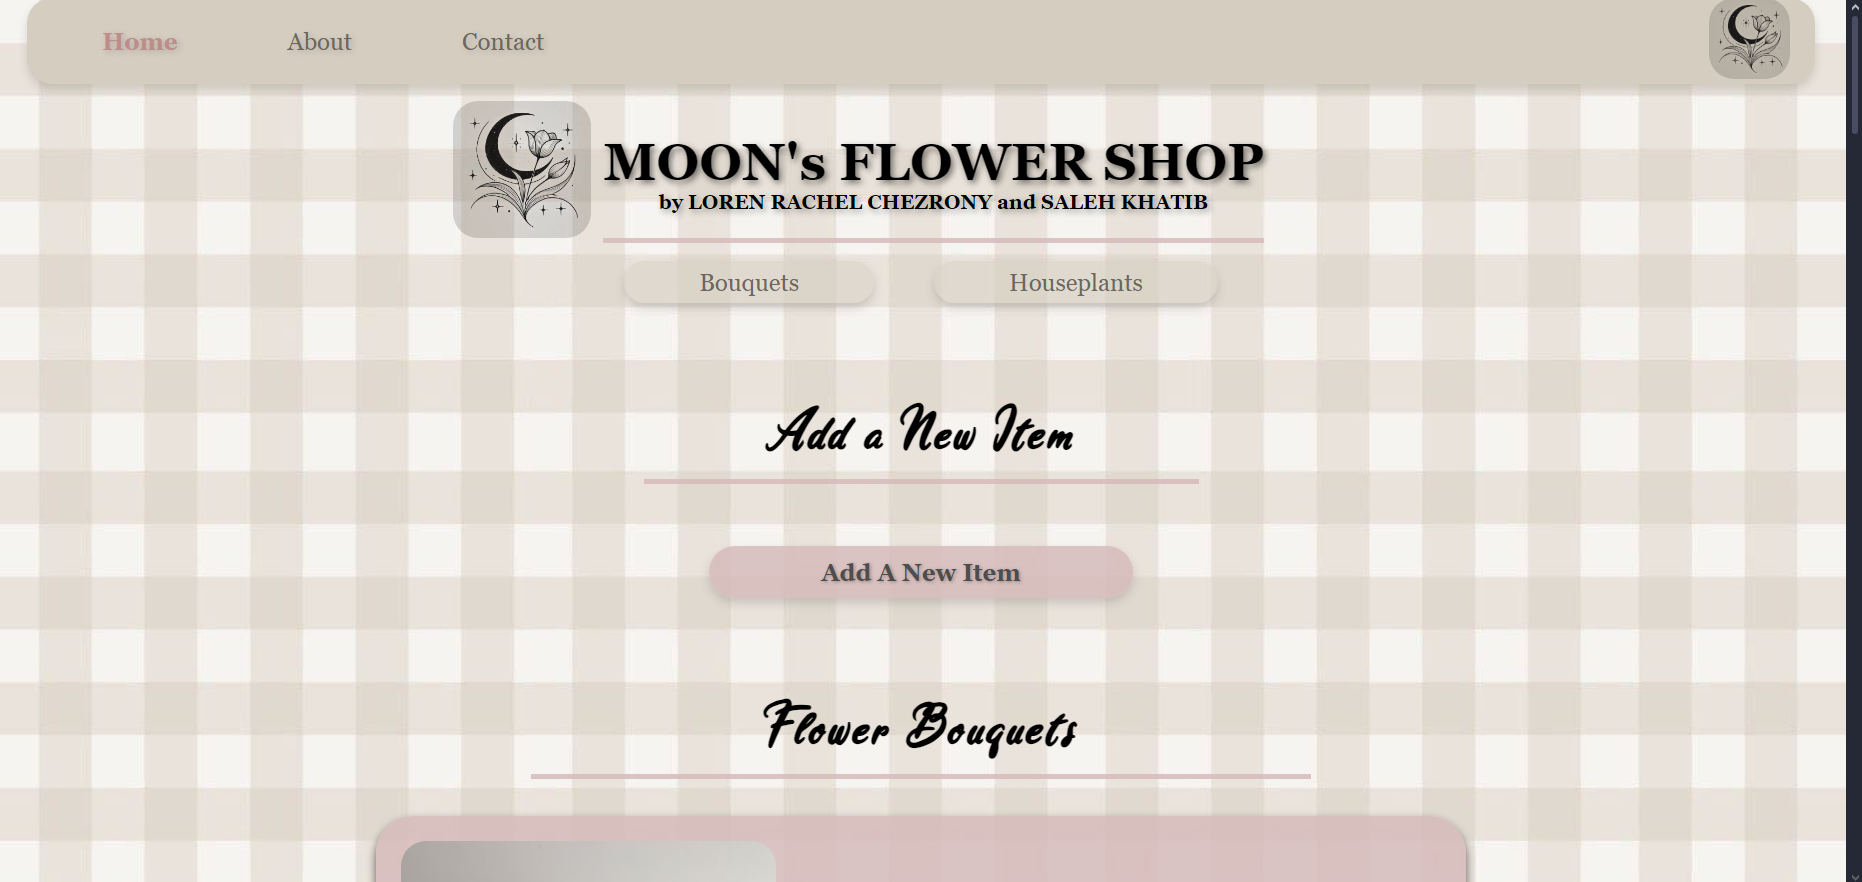 Home About Contact
MOON's FLOWER SHOP
by LOREN RACHEL CHEZRONY and SALEH KHATIB
Bouquets Houseplants
Add a New Item
Add A New Item
Flower Bouquets